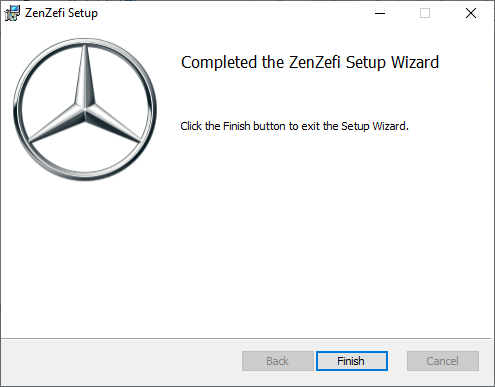 ZenZefi Setup
Completed the ZenZefi Setup Wizard
Click the Finish button to exit the Setup Wizard.
Back
Finish
Cancel